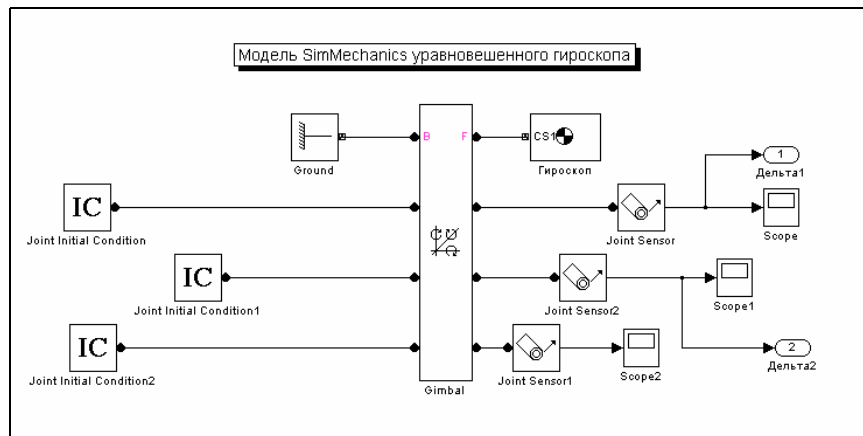 Модель SimMechanics уравновешенного гироскопа
B
F
CS1
Ground
Гироскоп
1
Дельта1
IC
Joint Initial Condition
Joint Sensor
Scope
IC
Joint Initial Condition1
Joint Sensor2
Scope1
IC
Joint Initial Condition2
Gimbal
Joint Sensor1
Scope2
2
Дельта2